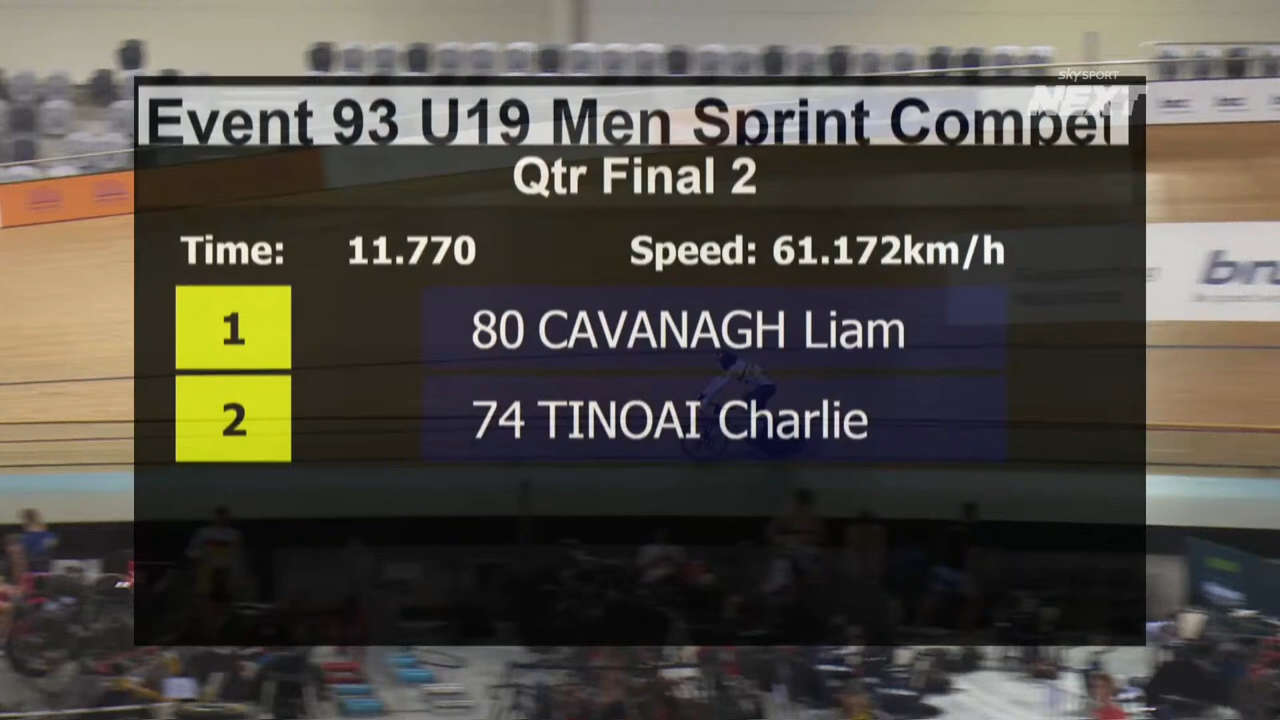 sky sport
NEXT
Event 93 U19 Men Sprint Compet
Qtr Final 2
Time: 11.770 Speed: 61.172km/h
1 80 CAVANAGH Liam
2 74 TINOAI Charlie